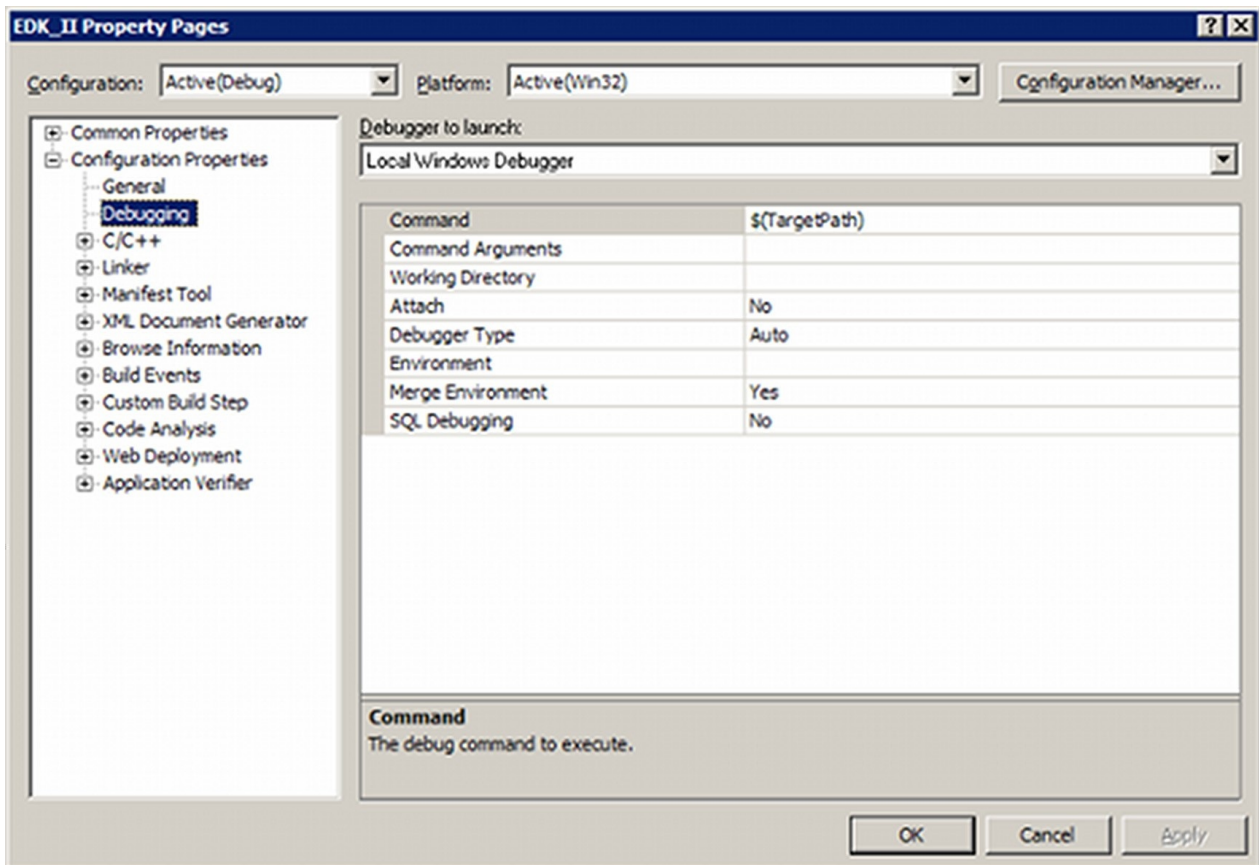 EDK_II Property Pages
Configuration: Active(Debug) Platform: Active(Win32) Configuration Manager...
Common Properties
Configuration Properties
General
Debugging
C/C++
Linker
Manifest Tool
XML Document Generator
Browse Information
Build Events
Custom Build Step
Code Analysis
Web Deployment
Application Verifier
Debugger to launch:
Local Windows Debugger
Command $(TargetPath)
Command Arguments
Working Directory
Attach No
Debugger Type Auto
Environment
Merge Environment Yes
SQL Debugging No
Command
The debug command to execute.
OK Cancel Apply